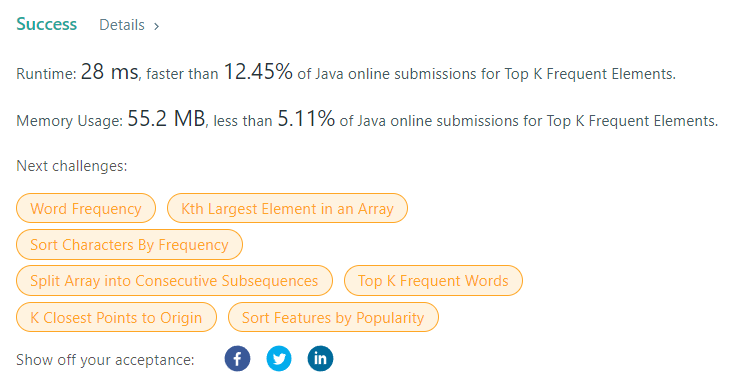 Success Details >
Runtime: 28 ms, faster than 12.45% of Java online submissions for Top K Frequent Elements.
Memory Usage: 55.2 MB, less than 5.11% of Java online submissions for Top K Frequent Elements.
Next challenges:
Word Frequency Kth Largest Element in an Array
Sort Characters By Frequency
Split Array into Consecutive Subsequences Top K Frequent Words
K Closest Points to Origin Sort Features by Popularity
Show off your acceptance: f in